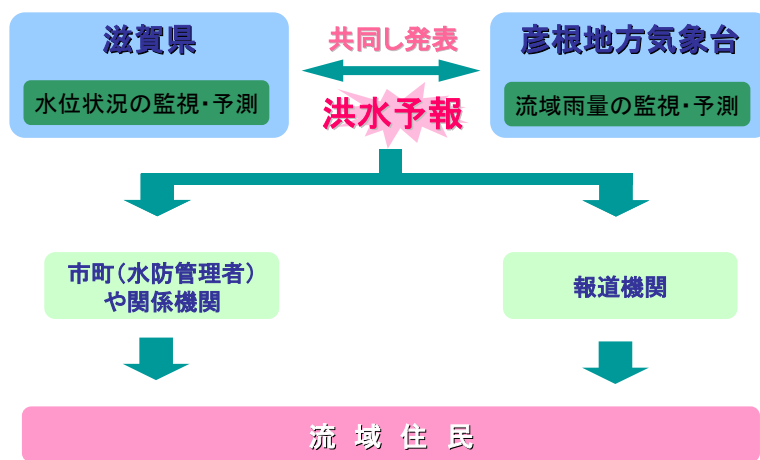 滋賀県
共同し発表
彦根地方気象台
水位状況の監視・予測
洪水予報
流域雨量の監視・予測
市町（水防管理者）
や関係機関
報道機関
流域住民